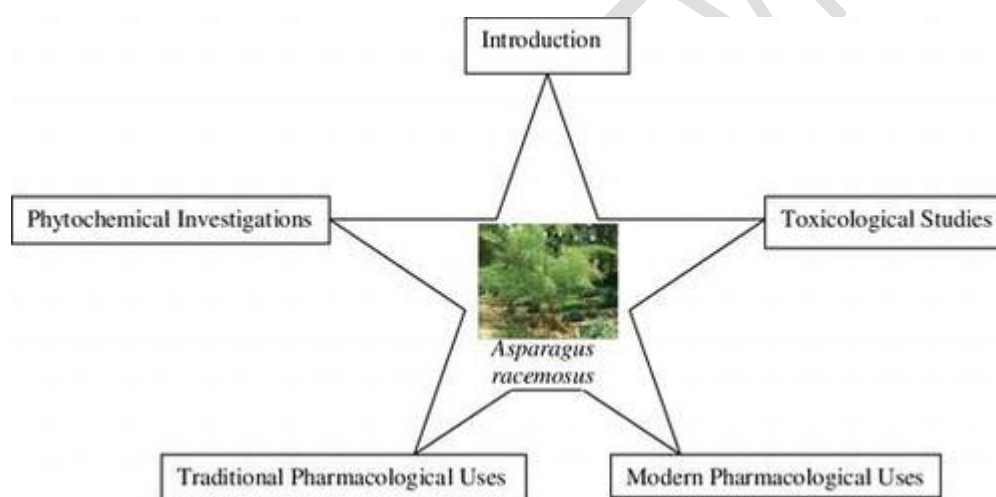 Introduction
Phytochemical Investigations
Toxicological Studies
Asparagus
racemosus
Traditional Pharmacological Uses
Modern Pharmacological Uses